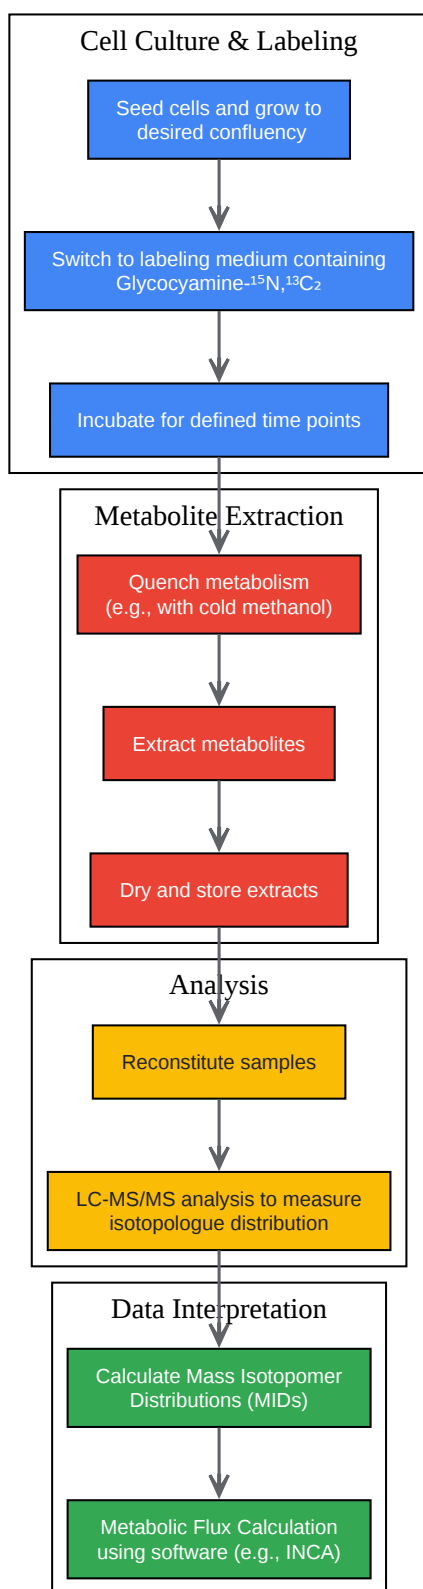 Cell Culture & Labeling
Seed cells and grow to
desired confluency
Switch to labeling medium containing
Glycocyamine-¹⁵N,¹³C₂
Incubate for defined time points
Metabolite Extraction
Quench metabolism
(e.g., with cold methanol)
Extract metabolites
Dry and store extracts
Analysis
Reconstitute samples
LC-MS/MS analysis to measure
isotopologue distribution
Data Interpretation
Calculate Mass Isotopomer
Distributions (MIDs)
Metabolic Flux Calculation
using software (e.g., INCA)